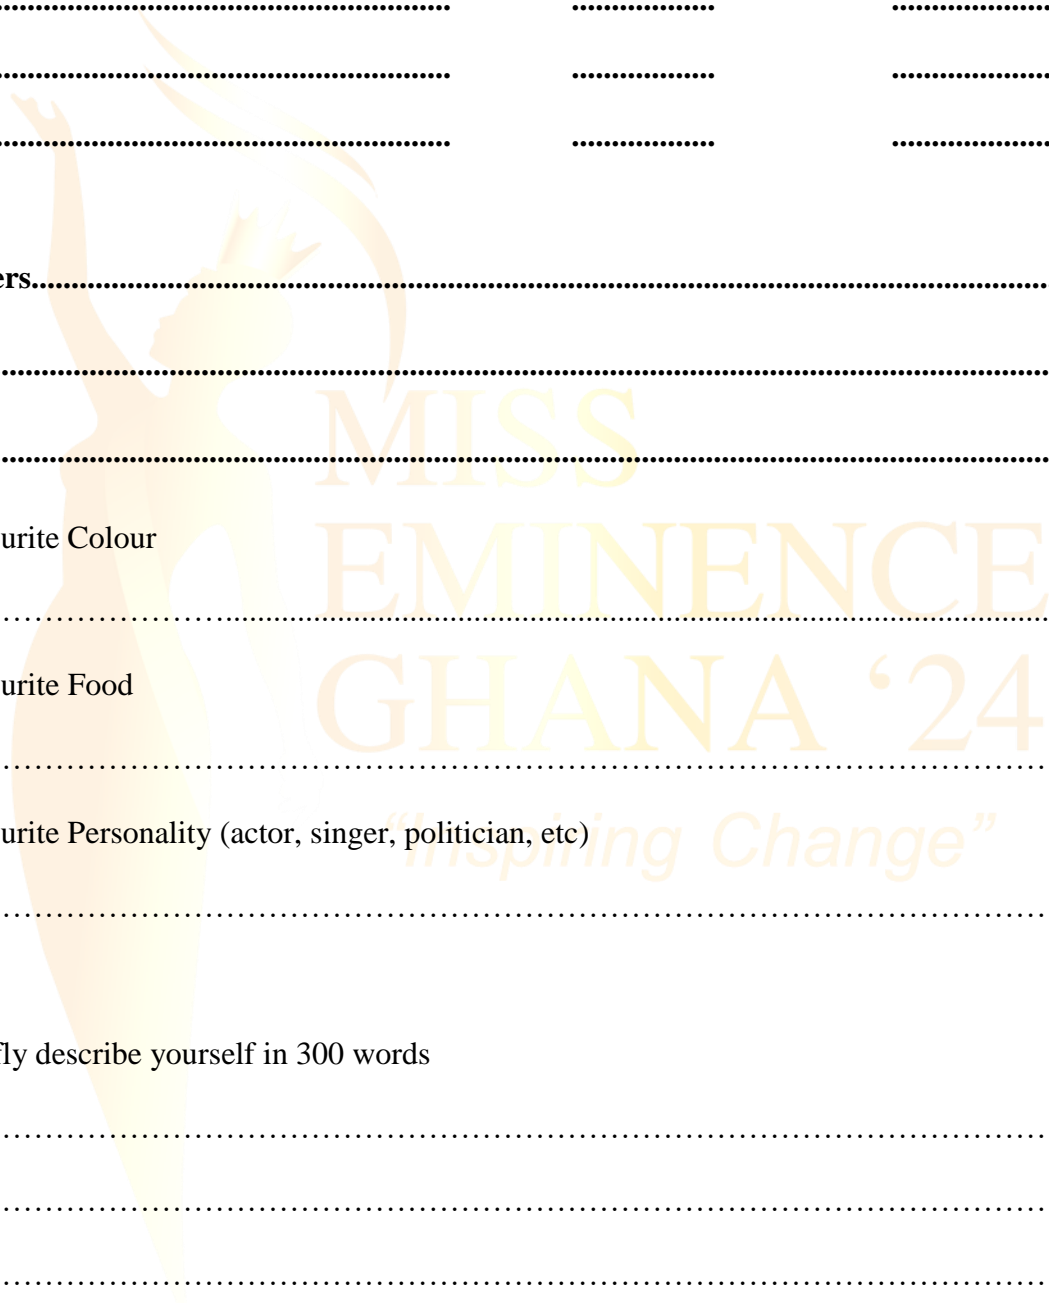 ers
MISS
urite Colour
EMINENCE
urite Food
GHANA ‘24
urite Personality (actor, singer, politician, etc)
“Inspiring Change”
fly describe yourself in 300 words